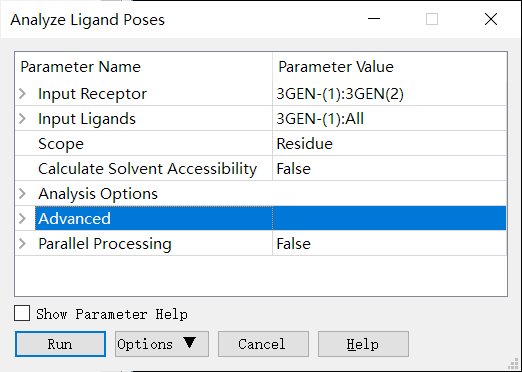 Analyze Ligand Poses
Parameter Name Parameter Value
Input Receptor 3GEN-(1):3GEN(2)
Input Ligands 3GEN-(1):All
Scope Residue
Calculate Solvent Accessibility False
Analysis Options
Advanced
Parallel Processing False
Show Parameter Help
Run Options ▼ Cancel Help